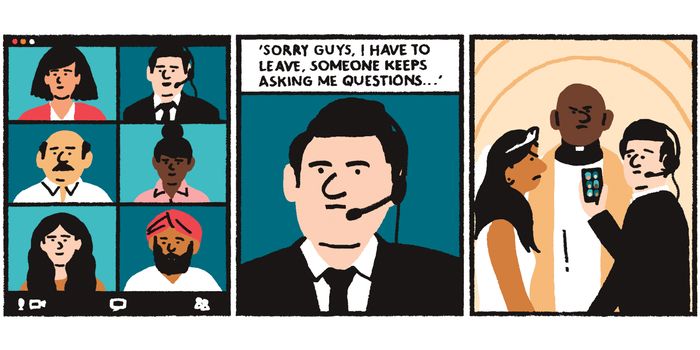 'SORRY GUYS, I HAVE TO
LEAVE, SOMEONE KEEPS
ASKING ME QUESTIONS...'